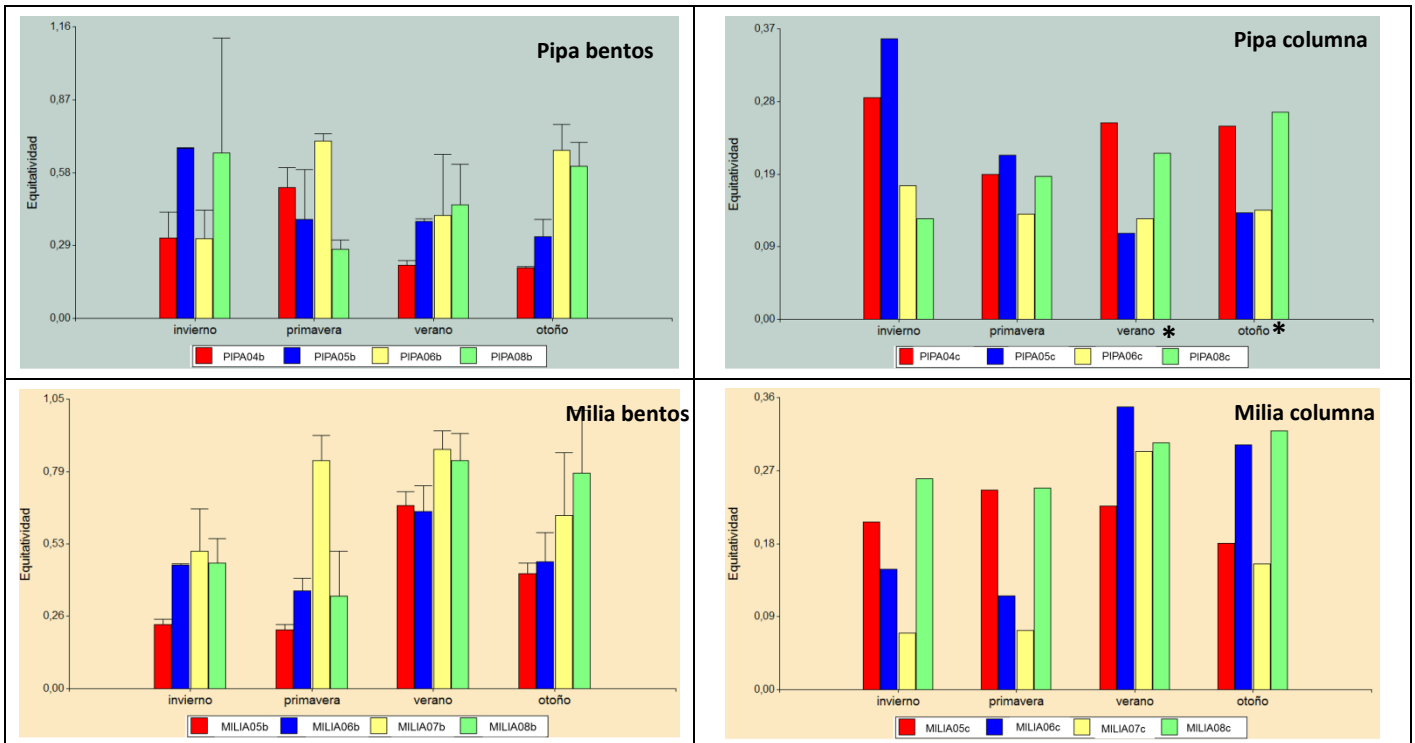 Pipa bentos
1,16
0,87
0,58
0,29
0,00
Equitatividad
invierno primavera verano otoño
PIPA04b PIPA05b PIPA06b PIPA08b
Pipa columna
0,37
0,28
0,19
0,09
0,00
Equitatividad
invierno primavera verano * otoño *
PIPA04c PIPA05c PIPA06c PIPA08c
Milia bentos
1,05
0,79
0,53
0,26
0,00
Equitatividad
invierno primavera verano otoño
MILIA05b MILIA06b MILIA07b MILIA08b
Milia columna
0,36
0,27
0,18
0,09
0,00
Equitatividad
invierno primavera verano otoño
MILIA05c MILIA06c MILIA07c MILIA08c